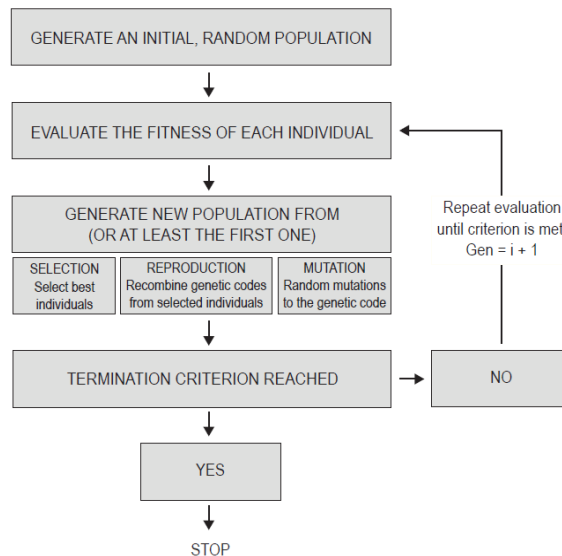 GENERATE AN INITIAL, RANDOM POPULATION
EVALUATE THE FITNESS OF EACH INDIVIDUAL
Repeat evaluation
until criterion is met
Gen = i + 1
GENERATE NEW POPULATION FROM
(OR AT LEAST THE FIRST ONE)
SELECTION
Select best
individuals
REPRODUCTION
Recombine genetic codes
from selected individuals
MUTATION
Random mutations
to the genetic code
TERMINATION CRITERION REACHED
NO
YES
STOP